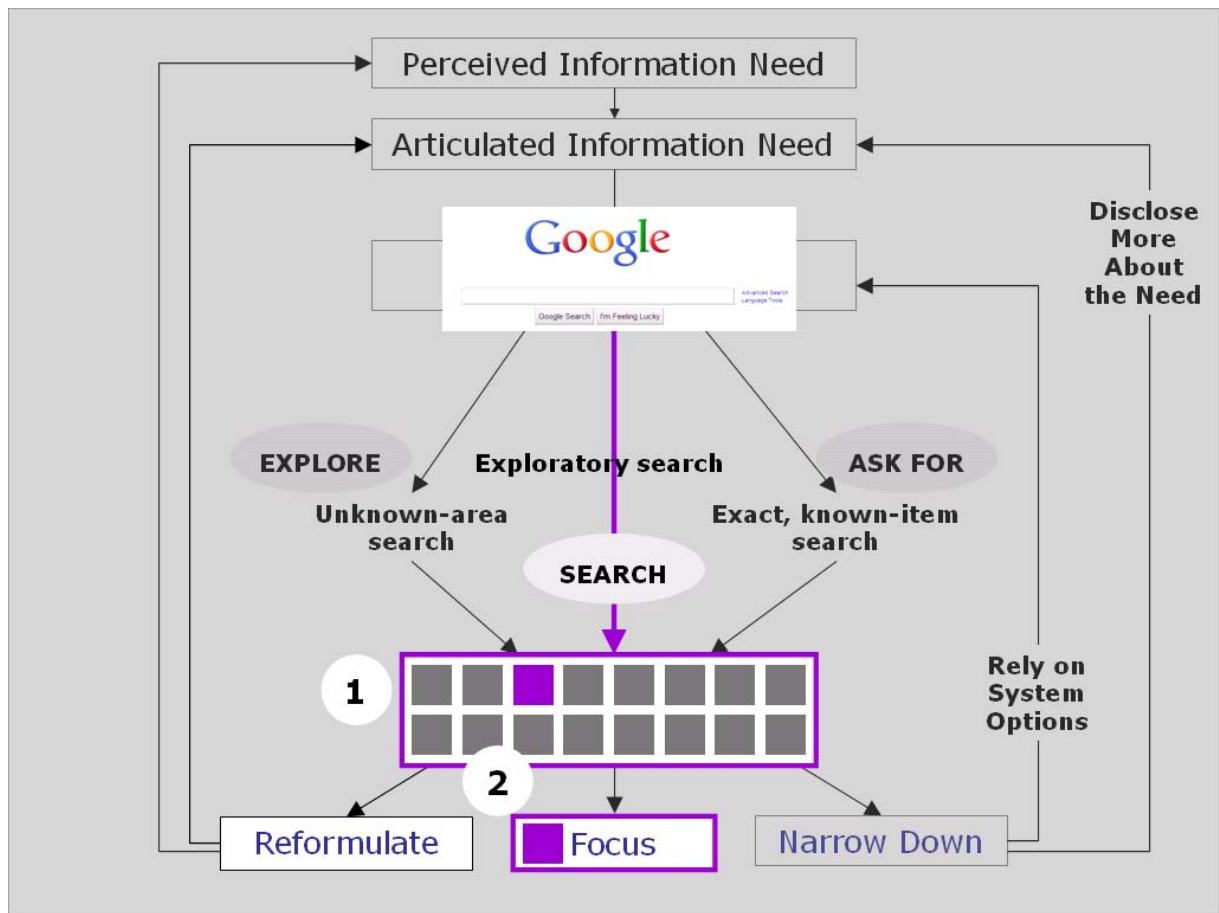 Perceived Information Need
Articulated Information Need
Disclose
More
About
the Need
Google
Advanced Search
Language Tools
Google Search
I'm Feeling Lucky
EXPLORE
Exploratory search
ASK FOR
Unknown-area
search
Exact, known-item
search
SEARCH
1
Rely on
System
Options
2
Reformulate
Focus
Narrow Down